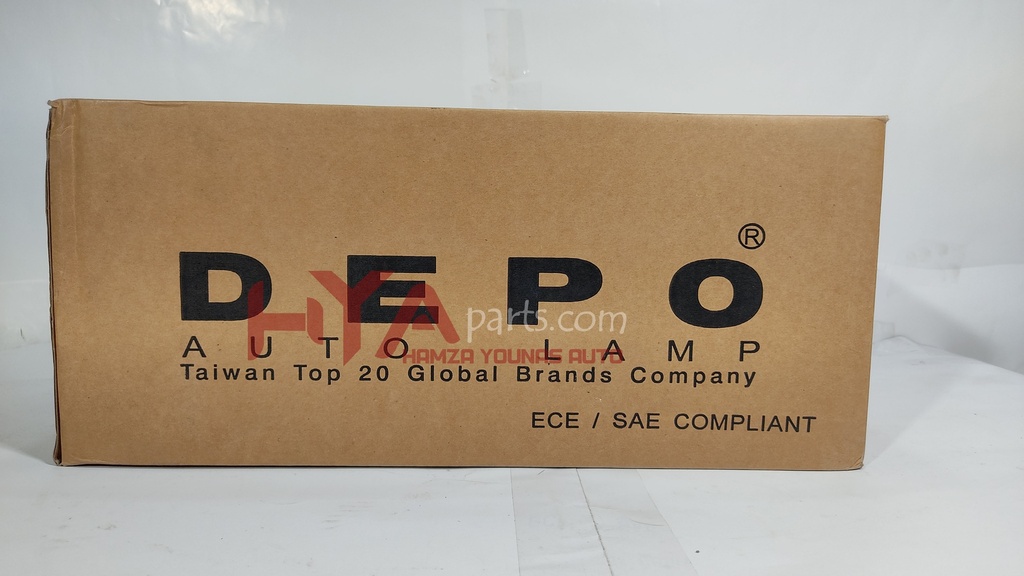 DEPO®
HYAparts.com
AUTO LAMP
HAMZA YOUNAS AUTO
Taiwan Top 20 Global Brands Company
ECE / SAE COMPLIANT